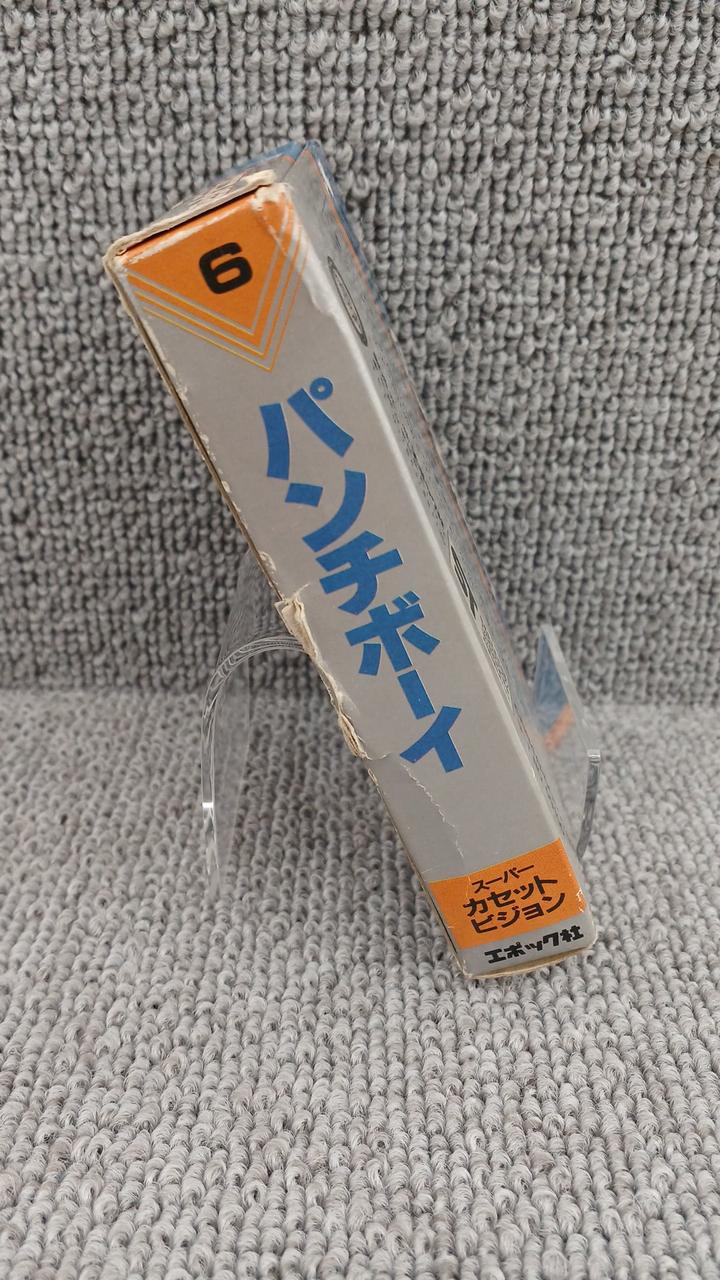 6
パンチボーイ
スーパー
カセット
ビジョン
エポック社